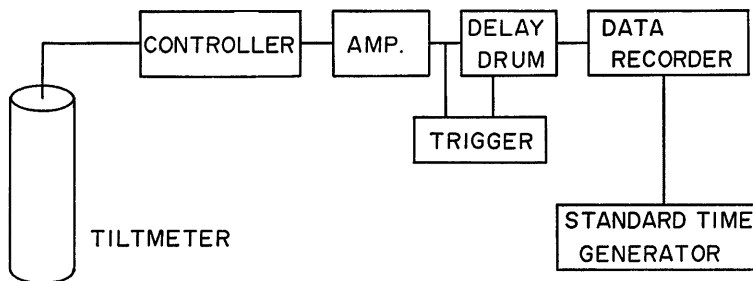 CONTROLLER
AMP.
DELAY
DRUM
DATA
RECORDER
TRIGGER
TILTMETER
STANDARD TIME
GENERATOR